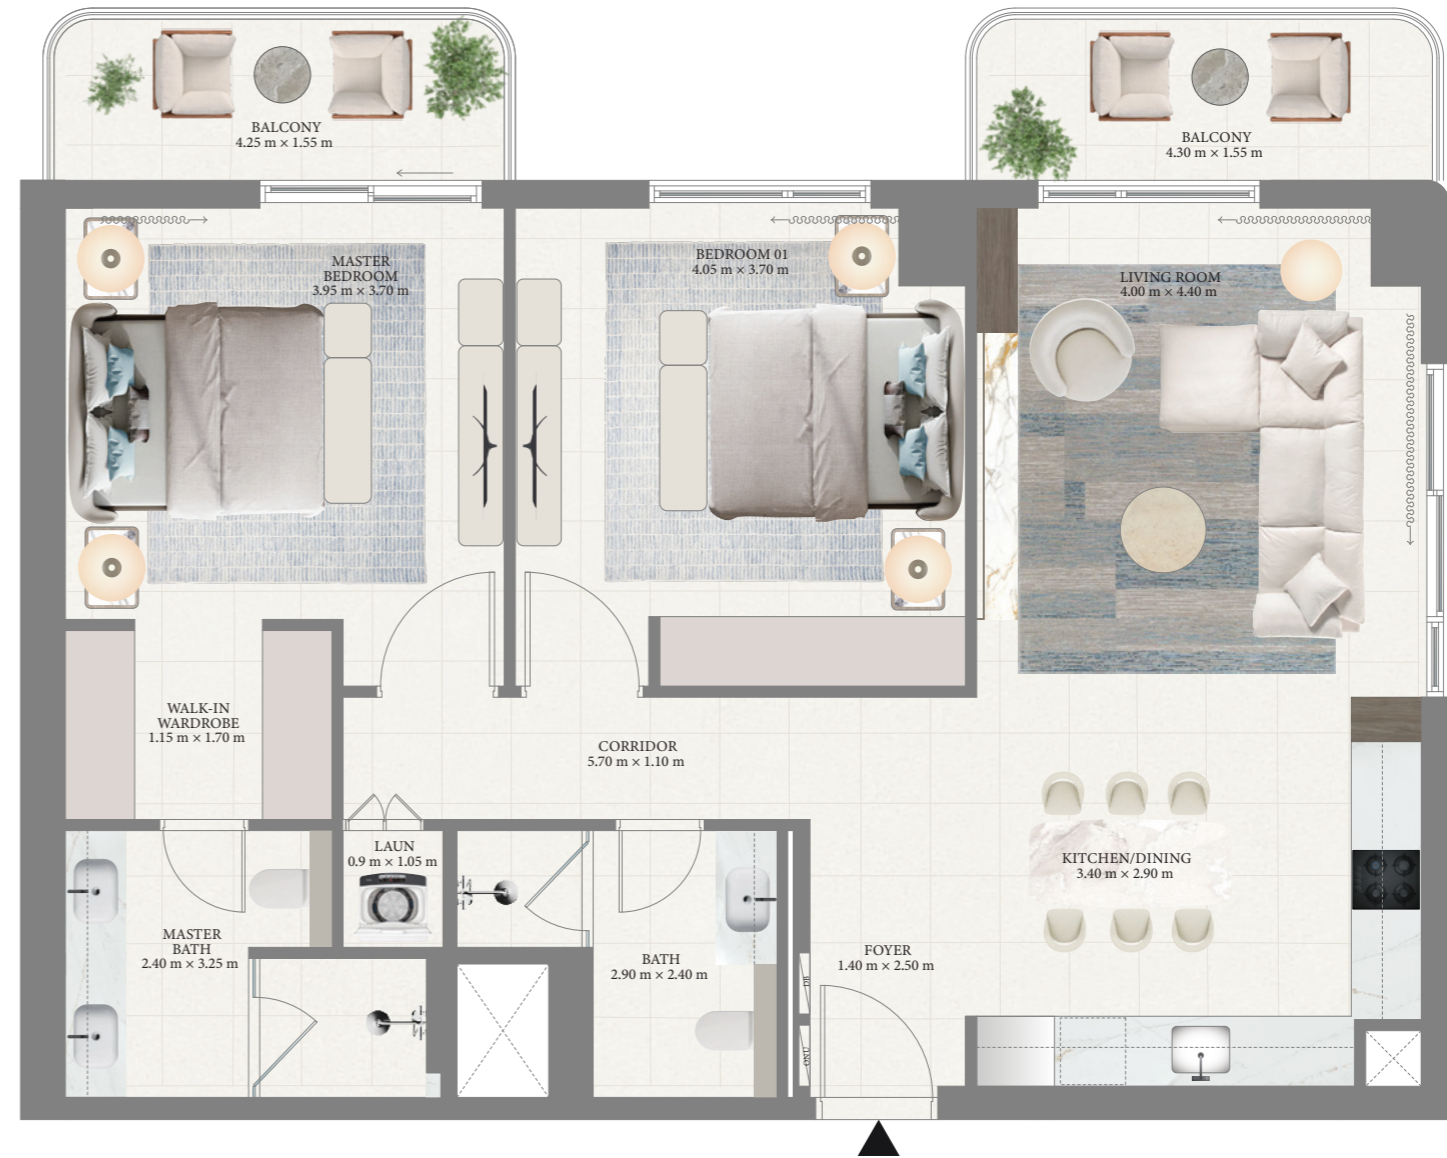 BALCONY
4.25 m × 1.55 m
BALCONY
4.30 m × 1.55 m
MASTER
BEDROOM
3.95 m × 3.70 m
BEDROOM 01
4.05 m × 3.70 m
LIVING ROOM
4.00 m × 4.40 m
WALK-IN
WARDROBE
1.15 m × 1.70 m
CORRIDOR
5.70 m × 1.10 m
LAUN
0.9 m × 1.05 m
KITCHEN/DINING
3.40 m × 2.90 m
MASTER
BATH
2.40 m × 3.25 m
BATH
2.90 m × 2.40 m
FOYER
1.40 m × 2.50 m
DB
ONU